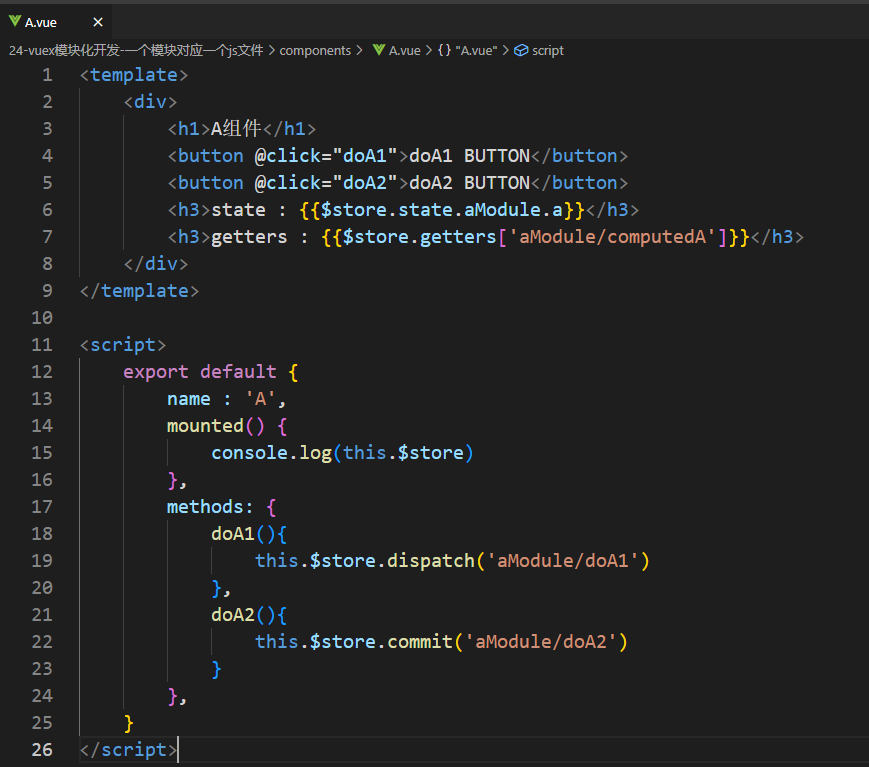 A.vue ×
24-vuex模块化开发-一个模块对应一个js文件 > components > A.vue > {} "A.vue" > script
1 <template>
2     <div>
3         <h1>A组件</h1>
4         <button @click="doA1">doA1 BUTTON</button>
5         <button @click="doA2">doA2 BUTTON</button>
6         <h3>state : {{$store.state.aModule.a}}</h3>
7         <h3>getters : {{$store.getters['aModule/computedA']}}</h3>
8     </div>
9 </template>
10
11 <script>
12     export default {
13         name : 'A',
14         mounted() {
15             console.log(this.$store)
16         },
17         methods: {
18             doA1(){
19                 this.$store.dispatch('aModule/doA1')
20             },
21             doA2(){
22                 this.$store.commit('aModule/doA2')
23             }
24         },
25     }
26 </script>